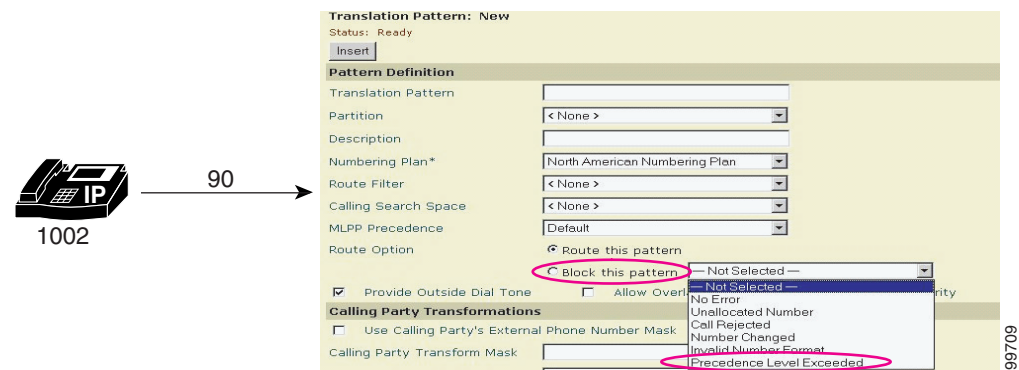 Translation Pattern: New
Status: Ready
Insert
Pattern Definition
Translation Pattern
Partition < None >
Description
Numbering Plan* North American Numbering Plan
Route Filter < None >
Calling Search Space < None >
MLPP Precedence Default
Route Option Route this pattern
Block this pattern — Not Selected —
— Not Selected —
No Error
Unallocated Number
Call Rejected
Number Changed
Invalid Number Format
Precedence Level Exceeded
Provide Outside Dial Tone Allow
Calling Party Transformations
Use Calling Party's External Phone Number Mask
Calling Party Transform Mask
IP
1002
90
99709